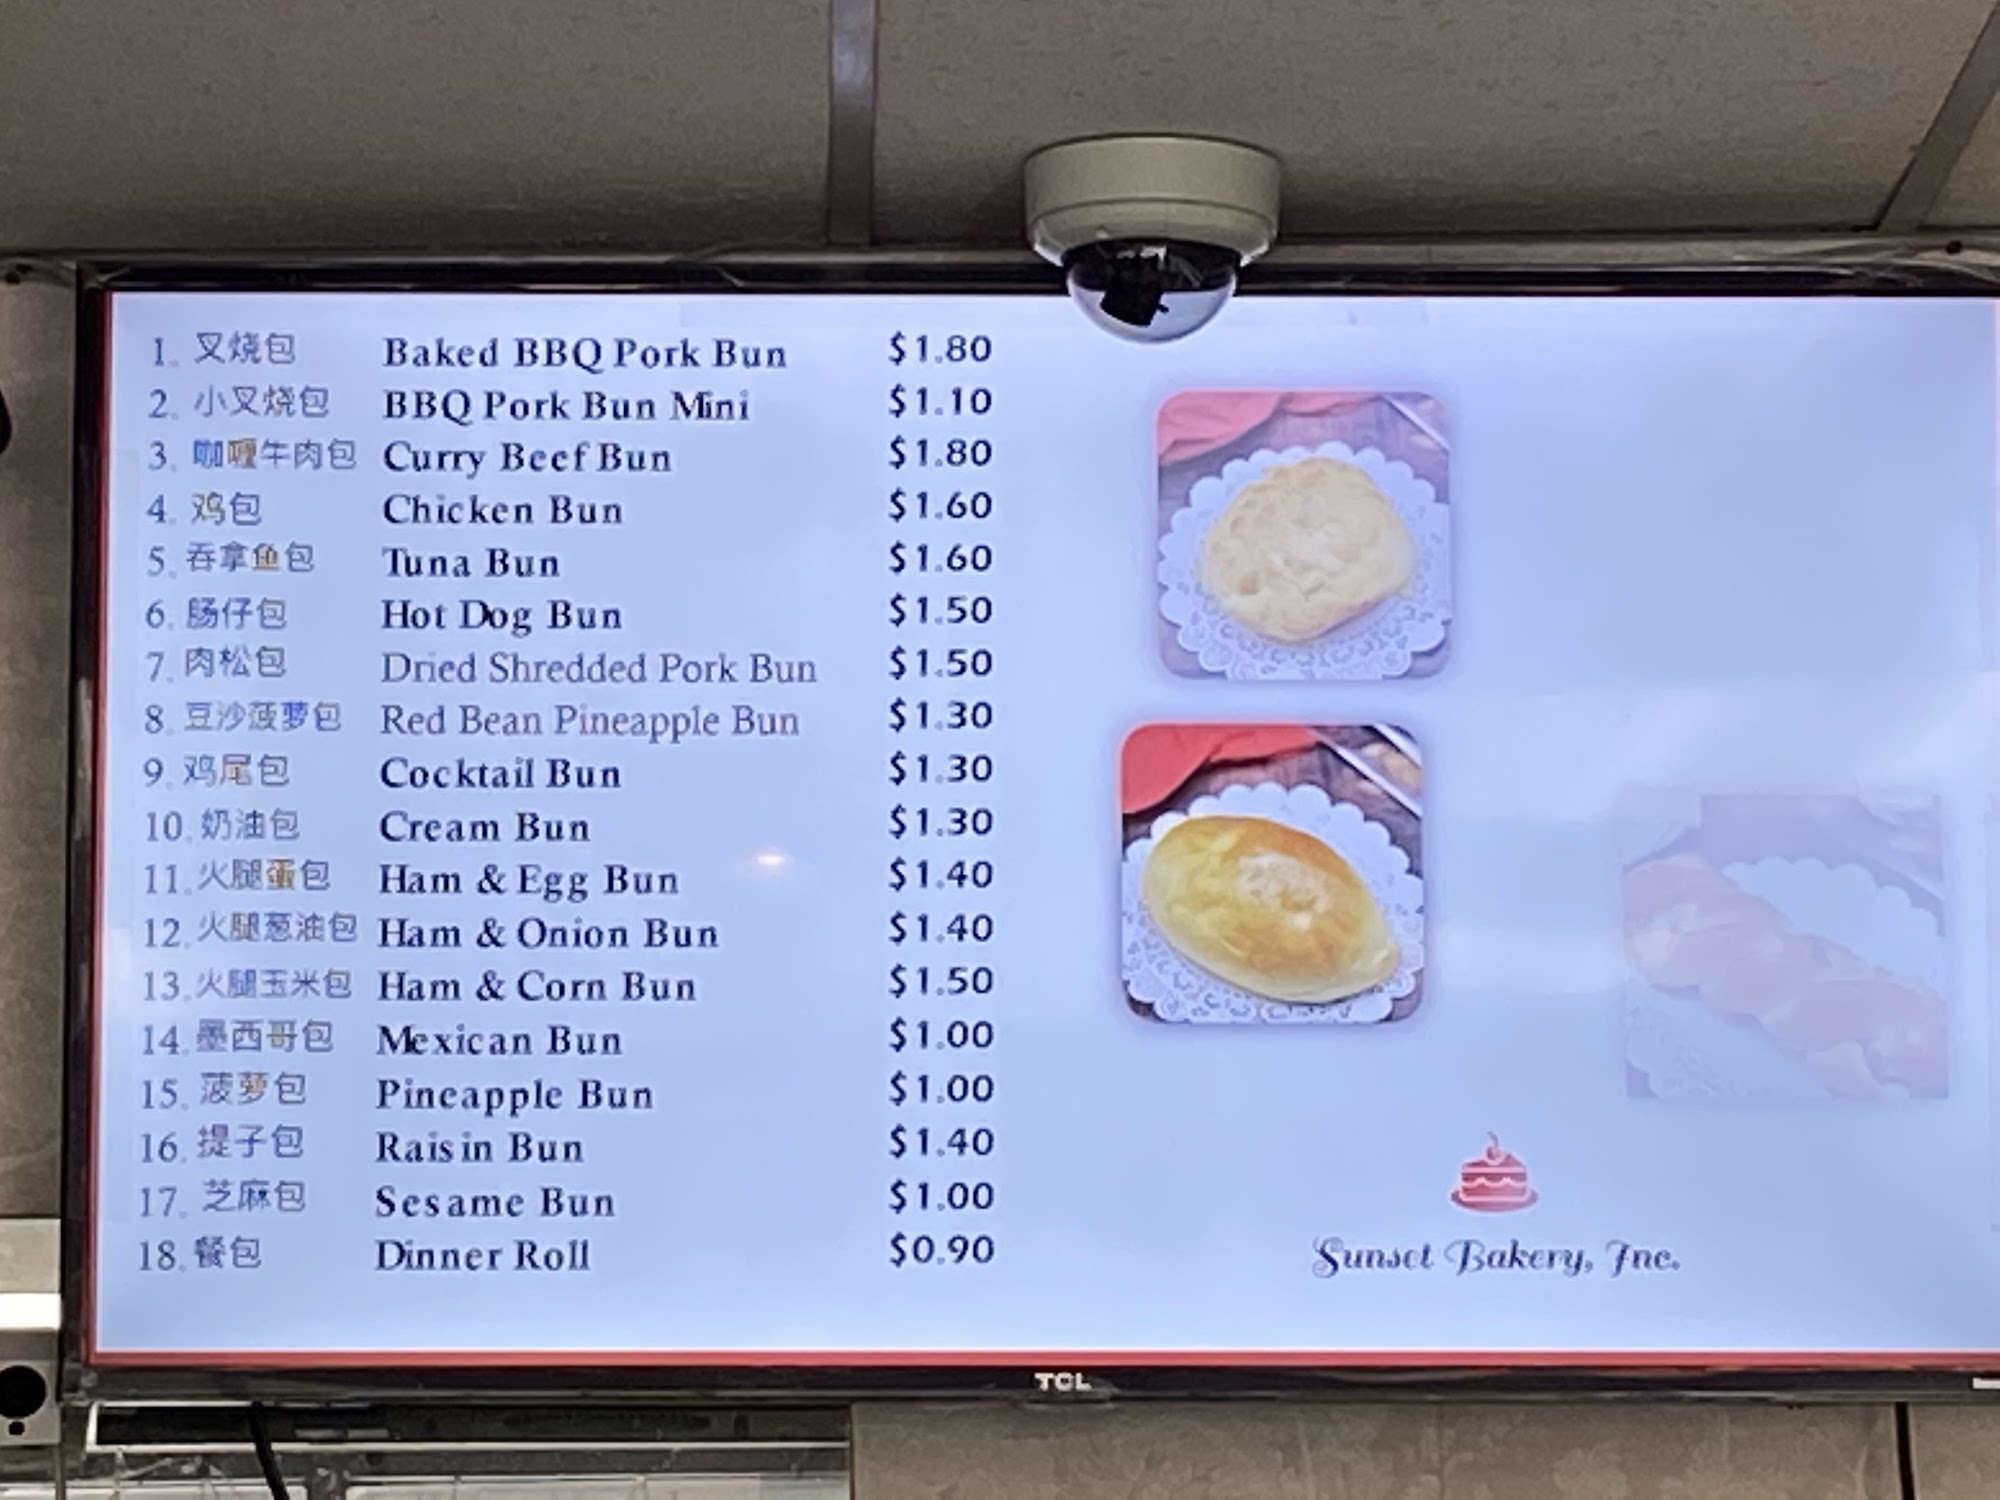 1. 叉烧包 Baked BBQ Pork Bun $1.80
2. 小叉烧包 BBQ Pork Bun Mini $1.10
3. 咖喱牛肉包 Curry Beef Bun $1.80
4. 鸡包 Chicken Bun $1.60
5. 吞拿鱼包 Tuna Bun $1.60
6. 肠仔包 Hot Dog Bun $1.50
7. 肉松包 Dried Shredded Pork Bun $1.50
8. 豆沙菠萝包 Red Bean Pineapple Bun $1.30
9. 鸡尾包 Cocktail Bun $1.30
10. 奶油包 Cream Bun $1.30
11. 火腿蛋包 Ham & Egg Bun $1.40
12. 火腿葱油包 Ham & Onion Bun $1.40
13. 火腿玉米包 Ham & Corn Bun $1.50
14. 墨西哥包 Mexican Bun $1.00
15. 菠萝包 Pineapple Bun $1.00
16. 提子包 Raisin Bun $1.40
17. 芝麻包 Sesame Bun $1.00
18. 餐包 Dinner Roll $0.90
Sunset Bakery, Inc.
TCL